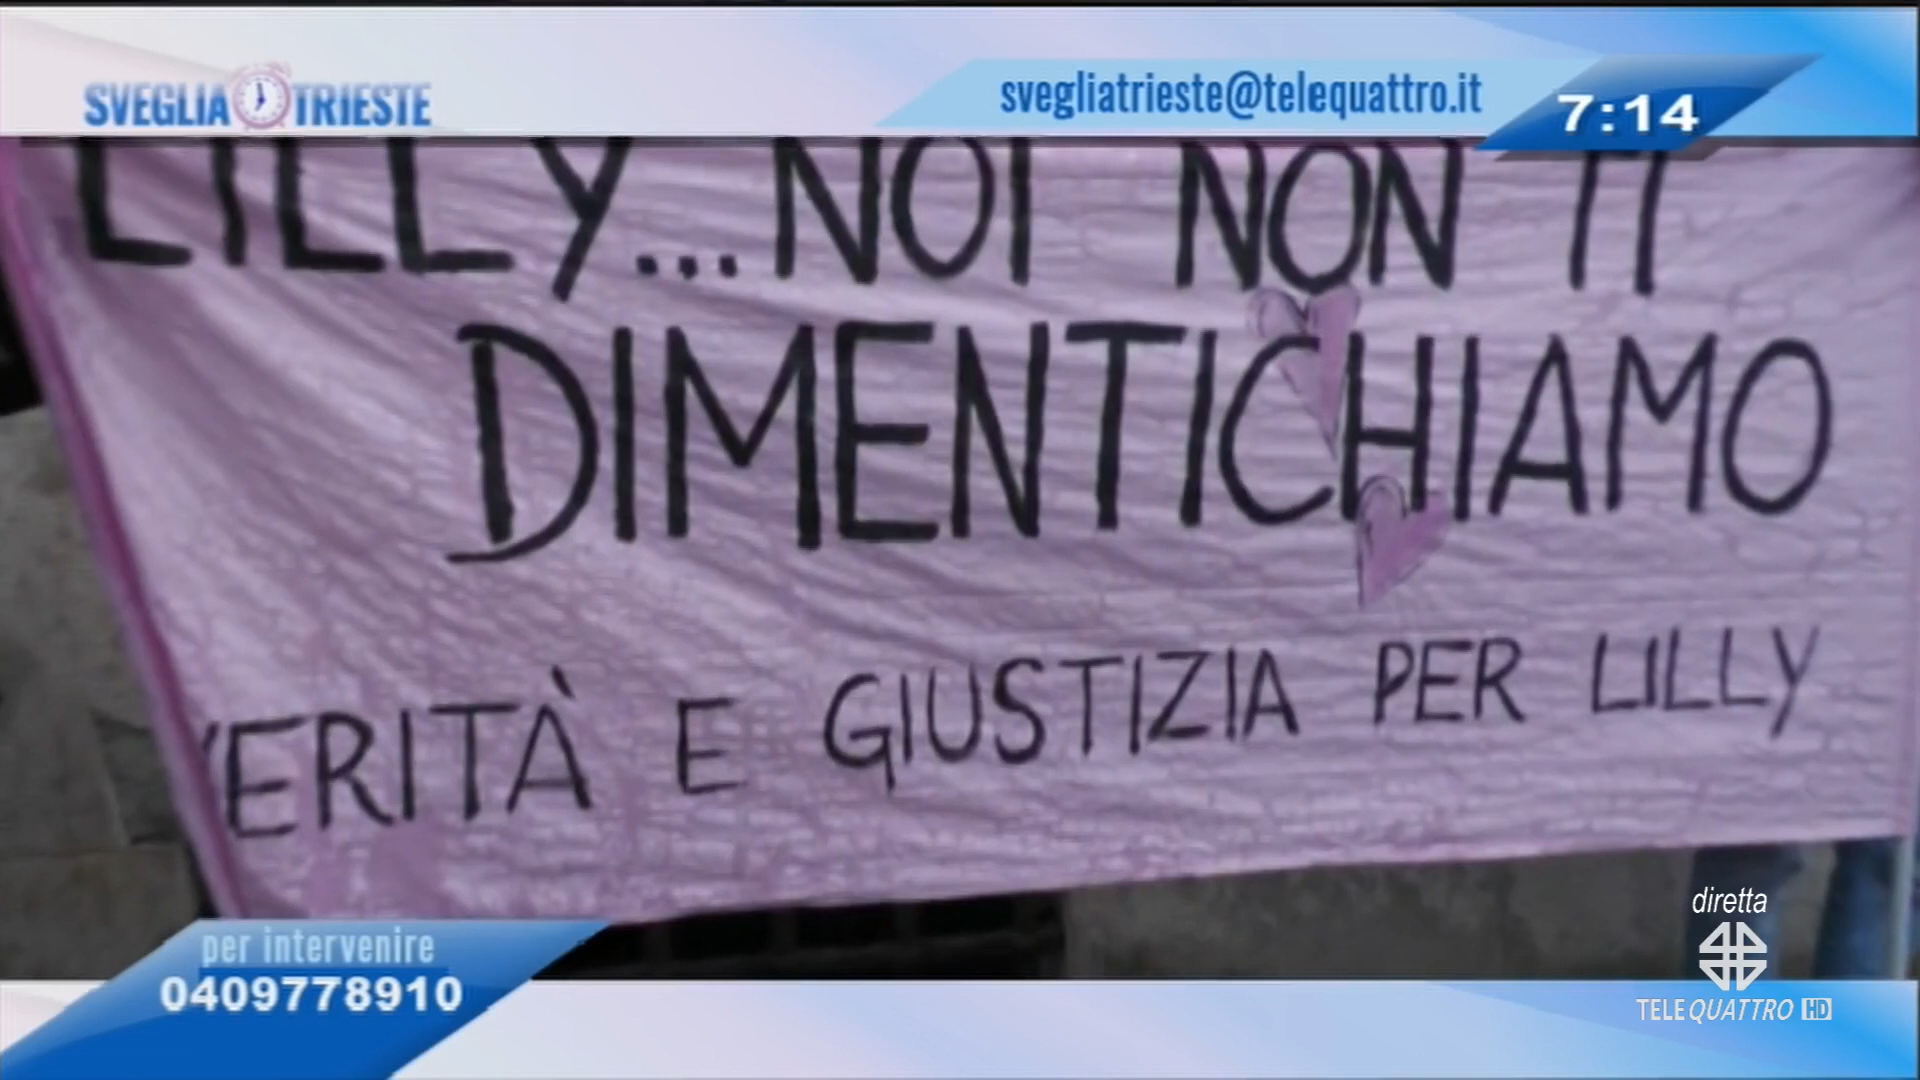 SVEGLIA TRIESTE
svegliatrieste@telequattro.it
7:14
LILLY... NOI NON TI
DIMENTICHIAMO
VERITÀ E GIUSTIZIA PER LILLY
per intervenire
0409778910
diretta
TELEQUATTRO HD